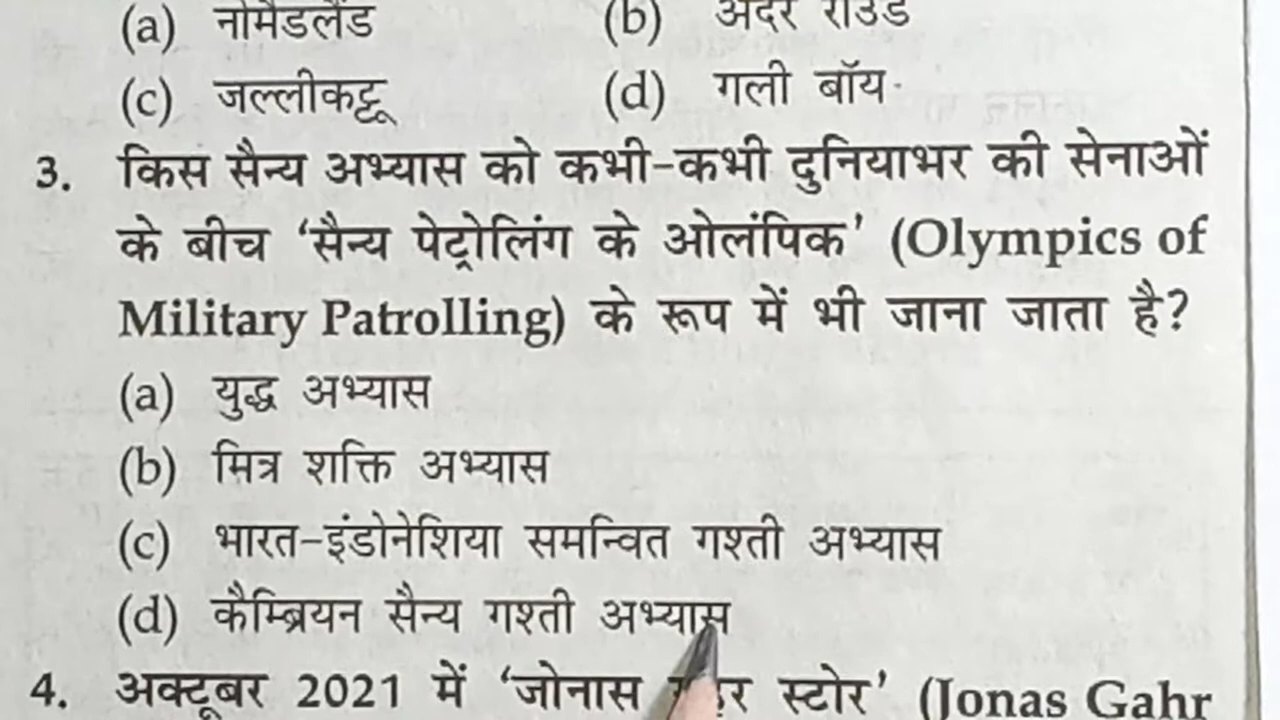 (a) नोमैडलैंड (b) अदर राउंड
(c) जल्लीकट्टू (d) गली बॉय
3. किस सैन्य अभ्यास को कभी-कभी दुनियाभर की सेनाओं
के बीच ‘सैन्य पेट्रोलिंग के ओलंपिक’ (Olympics of
Military Patrolling) के रूप में भी जाना जाता है?
(a) युद्ध अभ्यास
(b) मित्र शक्ति अभ्यास
(c) भारत-इंडोनेशिया समन्वित गश्ती अभ्यास
(d) कैम्ब्रियन सैन्य गश्ती अभ्यास
4. अक्टूबर 2021 में ‘जोनास स्टोर’ (Jonas Gahr